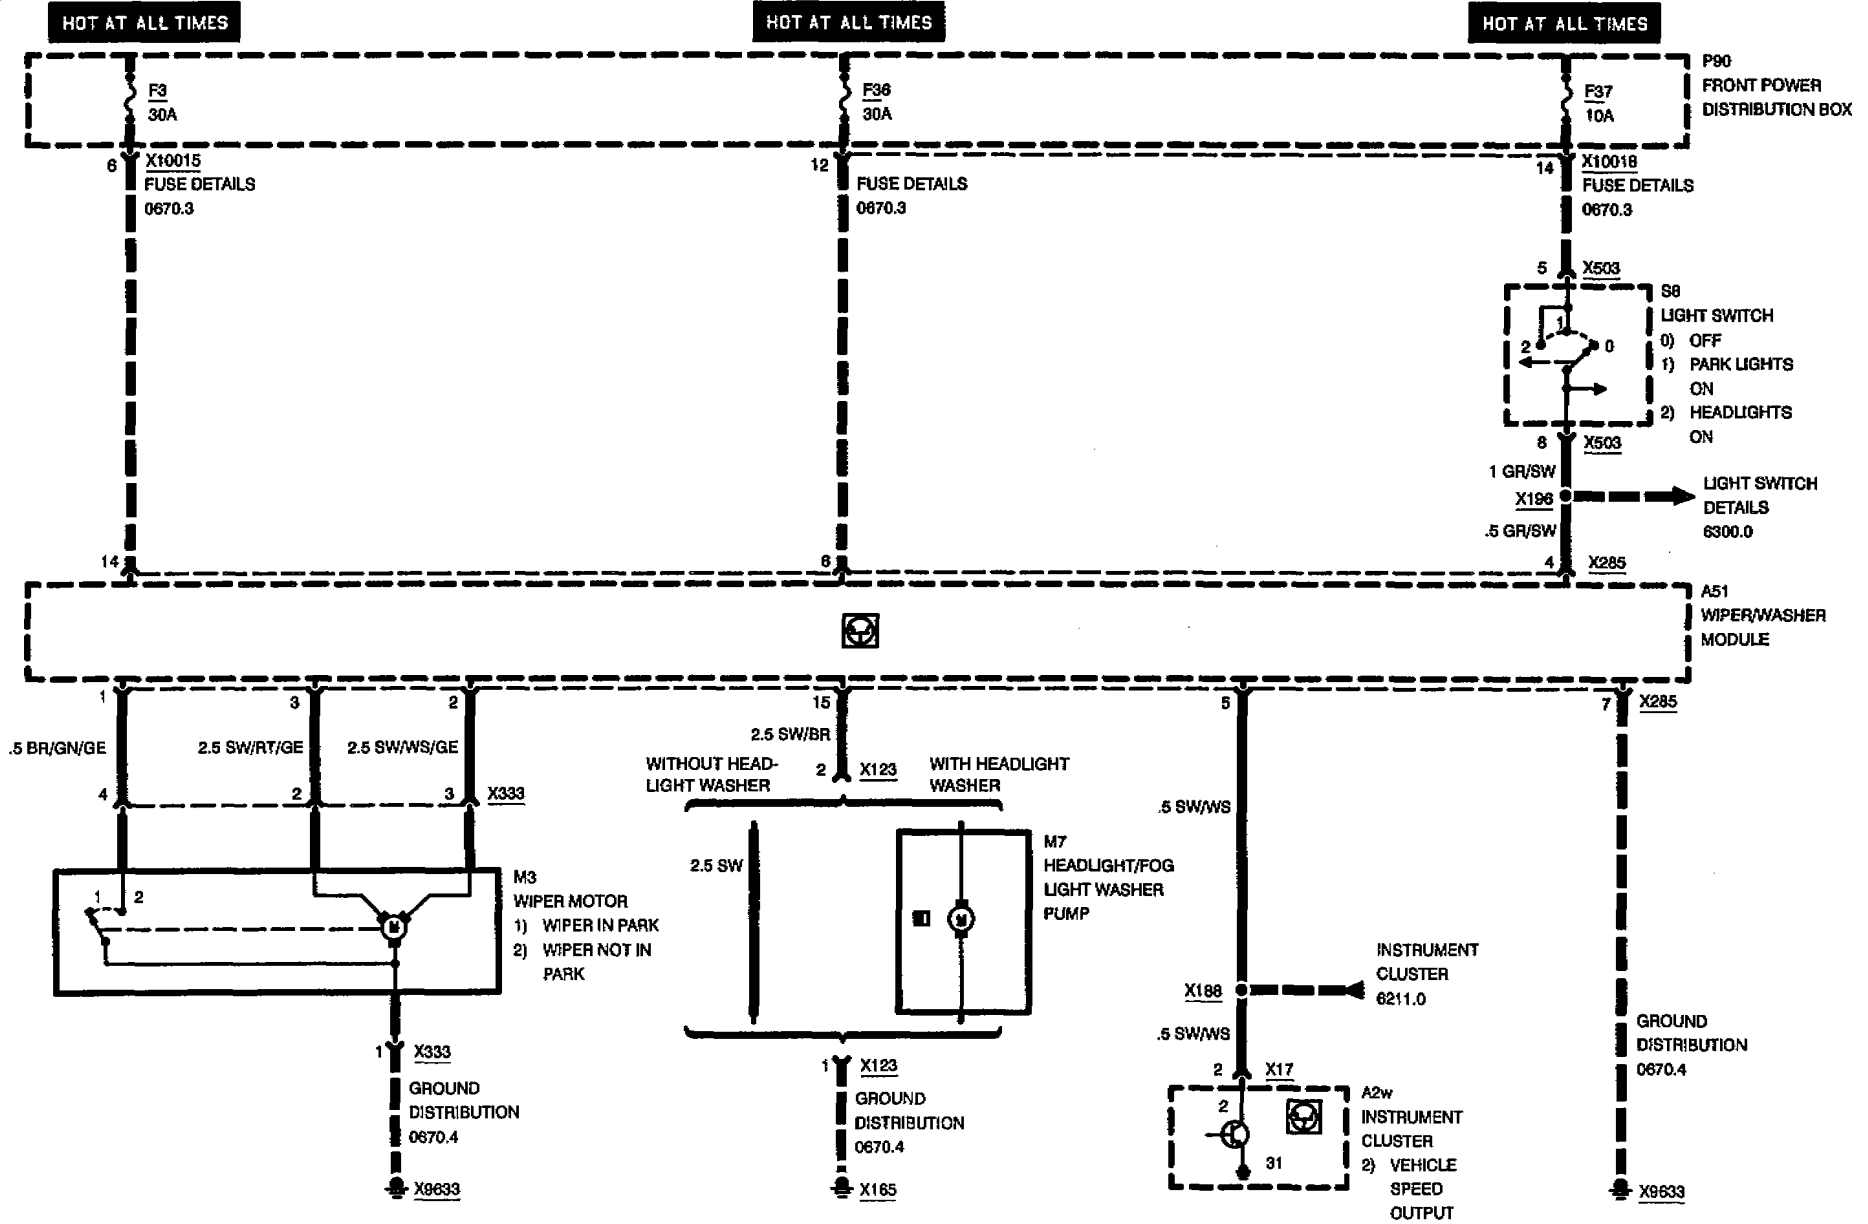 HOT AT ALL TIMES
HOT AT ALL TIMES
HOT AT ALL TIMES
F3
30A
F36
30A
F37
10A
P90
FRONT POWER
DISTRIBUTION BOX
6
X10015
FUSE DETAILS
0670.3
12
FUSE DETAILS
0670.3
14
X10018
FUSE DETAILS
0670.3
5
X503
1
2
0
S8
LIGHT SWITCH
0) OFF
1) PARK LIGHTS
ON
2) HEADLIGHTS
ON
8
X503
1 GR/SW
X196
LIGHT SWITCH
DETAILS
6300.0
.5 GR/SW
14
6
4
X285
A51
WIPER/WASHER
MODULE
1
3
2
15
5
7
X285
.5 BR/GN/GE
2.5 SW/RT/GE
2.5 SW/WS/GE
2.5 SW/BR
4
2
3
X333
2
X123
WITHOUT HEAD-
LIGHT WASHER
WITH HEADLIGHT
WASHER
.5 SW/WS
2.5 SW
1
2
M
M3
WIPER MOTOR
1) WIPER IN PARK
2) WIPER NOT IN
PARK
M
M7
HEADLIGHT/FOG
LIGHT WASHER
PUMP
X188
INSTRUMENT
CLUSTER
6211.0
.5 SW/WS
GROUND
DISTRIBUTION
0670.4
1
X333
GROUND
DISTRIBUTION
0670.4
X9633
1
X123
GROUND
DISTRIBUTION
0670.4
X165
2
X17
2
31
A2w
INSTRUMENT
CLUSTER
2) VEHICLE
SPEED
OUTPUT
X9633